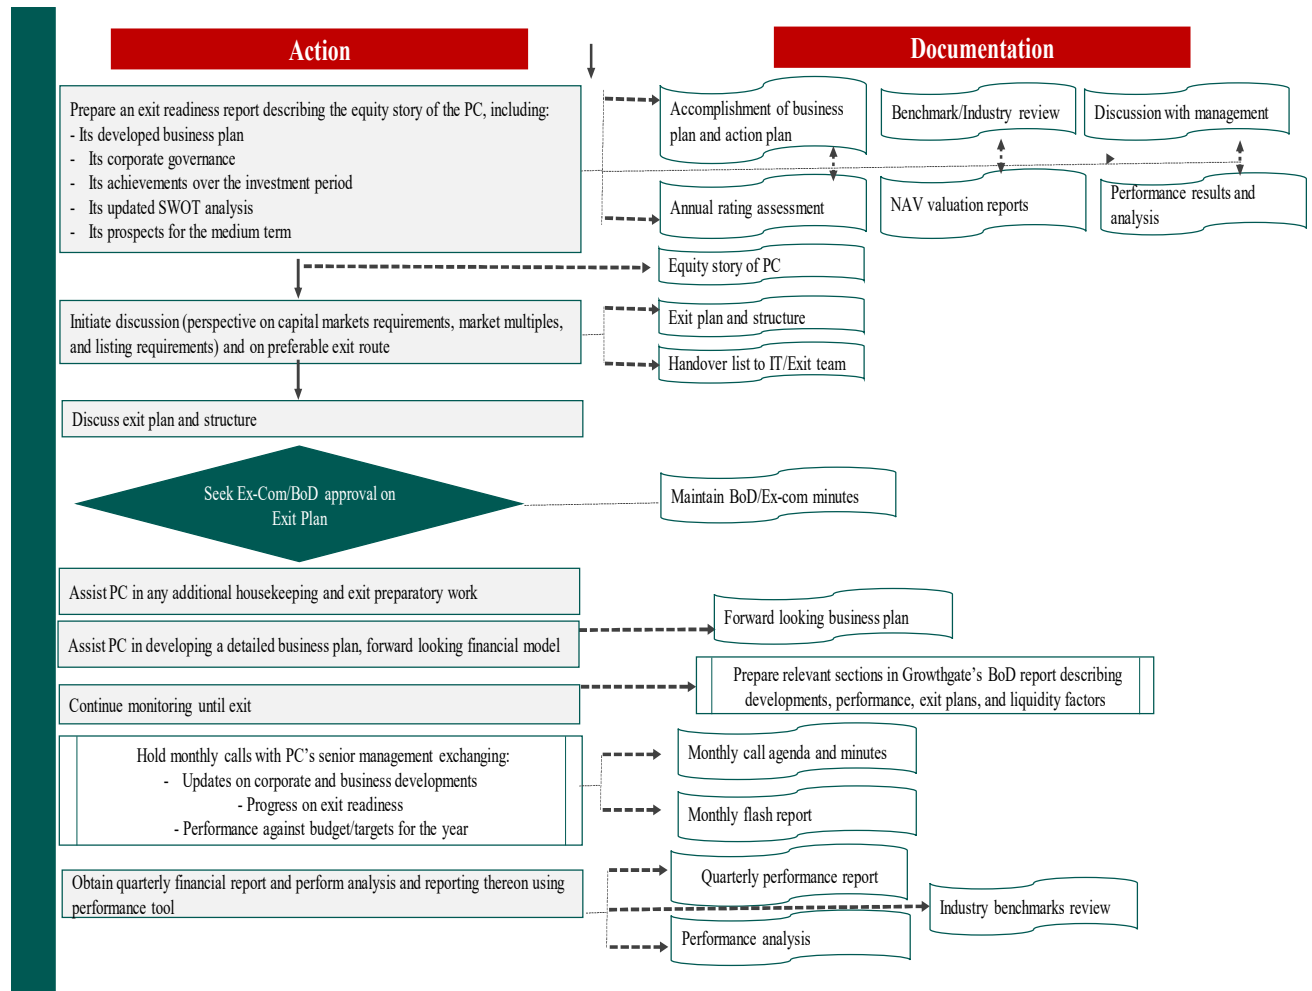 Action
Documentation
Prepare an exit readiness report describing the equity story of the PC, including:
- Its developed business plan
- Its corporate governance
- Its achievements over the investment period
- Its updated SWOT analysis
- Its prospects for the medium term
Accomplishment of business
plan and action plan
Benchmark/Industry review
Discussion with management
Annual rating assessment
NAV valuation reports
Performance results and
analysis
Equity story of PC
Initiate discussion (perspective on capital markets requirements, market multiples,
and listing requirements) and on preferable exit route
Exit plan and structure
Handover list to IT/Exit team
Discuss exit plan and structure
Seek Ex-Com/BoD approval on
Exit Plan
Maintain BoD/Ex-com minutes
Assist PC in any additional housekeeping and exit preparatory work
Assist PC in developing a detailed business plan, forward looking financial model
Forward looking business plan
Continue monitoring until exit
Prepare relevant sections in Growthgate's BoD report describing
developments, performance, exit plans, and liquidity factors
Hold monthly calls with PC's senior management exchanging:
- Updates on corporate and business developments
- Progress on exit readiness
- Performance against budget/targets for the year
Monthly call agenda and minutes
Monthly flash report
Obtain quarterly financial report and perform analysis and reporting thereon using
performance tool
Quarterly performance report
Industry benchmarks review
Performance analysis